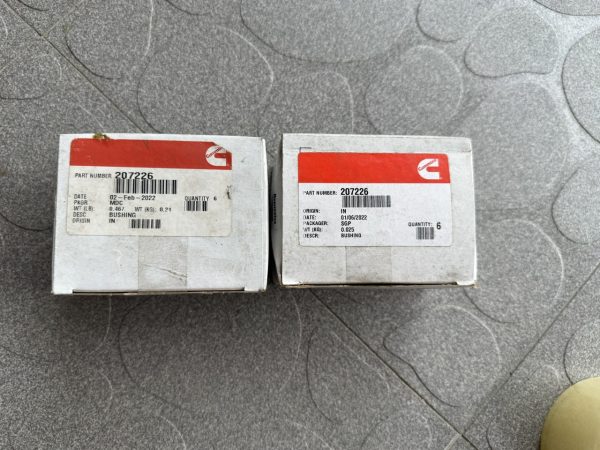 PART NUMBER 207226
DATE 02-Feb-2022
PKGR. MDC
WT (LB) 0.467 WT (KG) 0.21
DESC BUSHING
ORIGIN IN
QUANTITY 6
PART NUMBER: 207226
ORIGIN: IN
DATE: 01/06/2022
PACKAGER: SGP
WT (KG): 0.025
DESCR: BUSHING
QUANTITY: 6